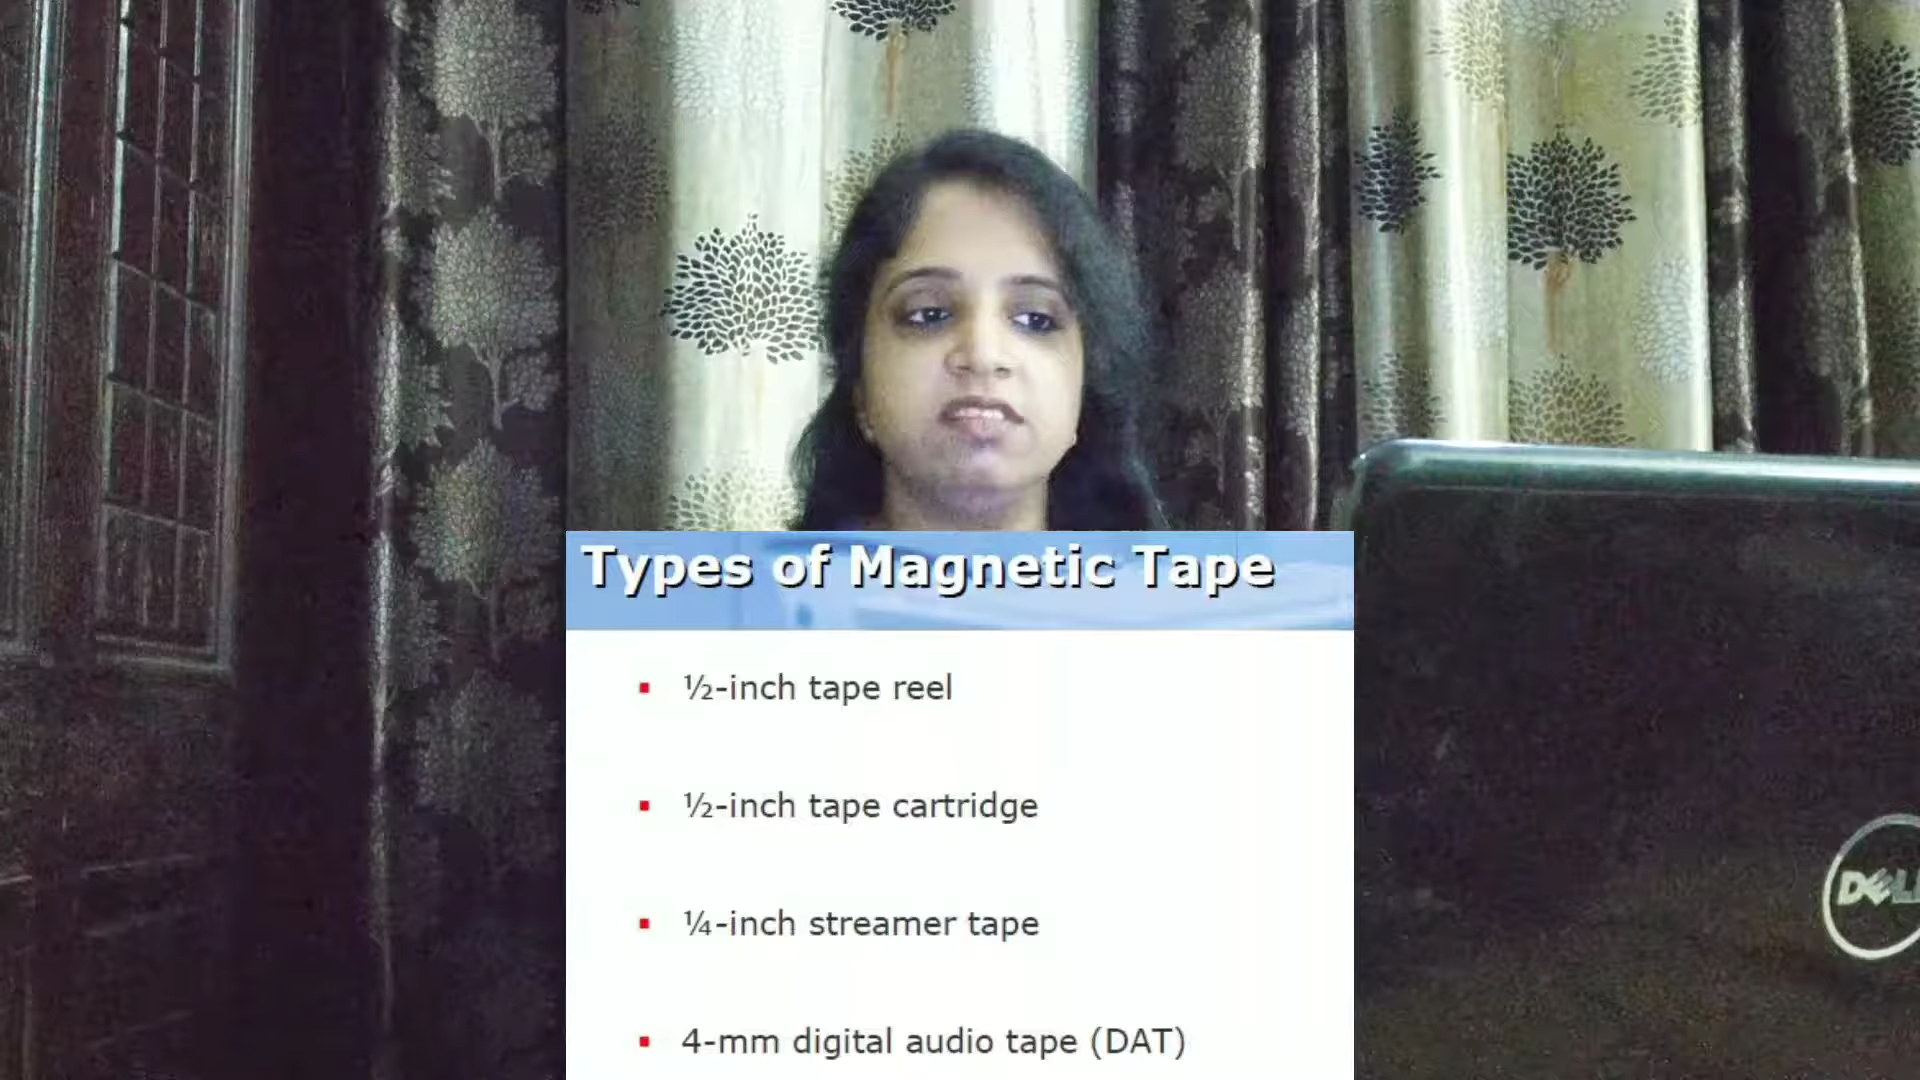 Types of Magnetic Tape
▪ ½-inch tape reel
▪ ½-inch tape cartridge
▪ ¼-inch streamer tape
▪ 4-mm digital audio tape (DAT)
DELL